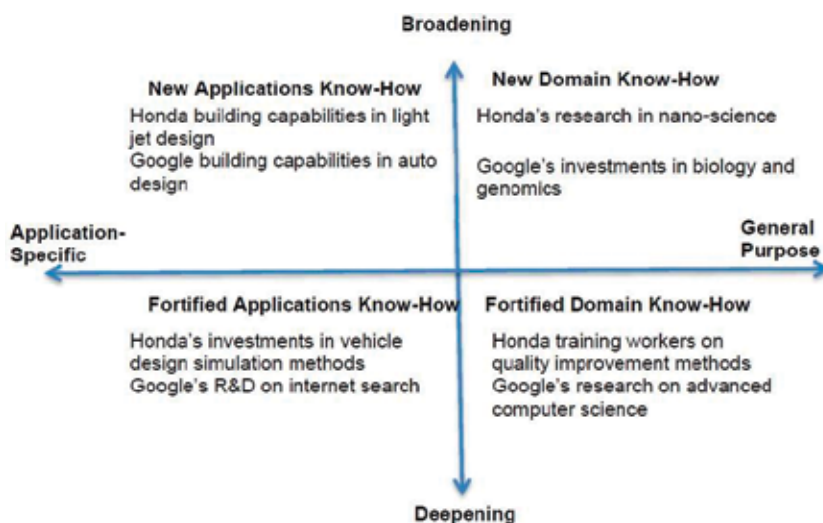 Broadening
New Applications Know-How
Honda building capabilities in light
jet design
Google building capabilities in auto
design
New Domain Know-How
Honda's research in nano-science
Google's investments in biology and
genomics
Application-
Specific
General
Purpose
Fortified Applications Know-How
Honda's investments in vehicle
design simulation methods
Google's R&D on internet search
Fortified Domain Know-How
Honda training workers on
quality improvement methods
Google's research on advanced
computer science
Deepening